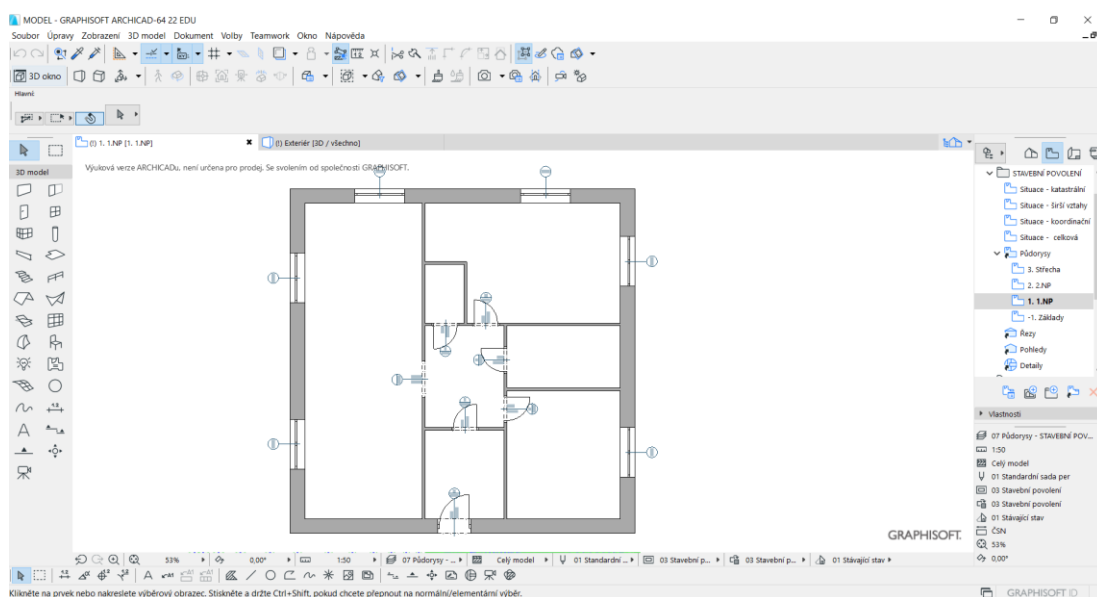 MODEL - GRAPHISOFT ARCHICAD-64 22 EDU
Soubor Úpravy Zobrazení 3D model Dokument Volby Teamwork Okno Nápověda
3D okno
Hlavní:
(!) 1. 1.NP [1. 1.NP]
(!) Exteriér [3D / všechno]
3D model
Výuková verze ARCHICADu, není určena pro prodej. Se svolením od společnosti GRAPHISOFT.
STAVEBNÍ POVOLENÍ
Situace - katastrální
Situace - širší vztahy
Situace - koordinační
Situace - celková
Půdorysy
3. Střecha
2. 2.NP
1. 1.NP
-1. Základy
Řezy
Pohledy
Detaily
Vlastnosti
07 Půdorysy - STAVEBNÍ POV...
1:50
Celý model
01 Standardní sada per
03 Stavební povolení
03 Stavební povolení
01 Stávající stav
ČSN
53%
0,00°
GRAPHISOFT.
53% 0,00° 1:50 07 Půdorysy - ... Celý model 01 Standardní ... 03 Stavební p... 03 Stavební p... 01 Stávající stav
Klikněte na prvek nebo nakreslete výběrový obrazec. Stiskněte a držte Ctrl+Shift, pokud chcete přepnout na normální/elementární výběr.
GRAPHISOFT ID